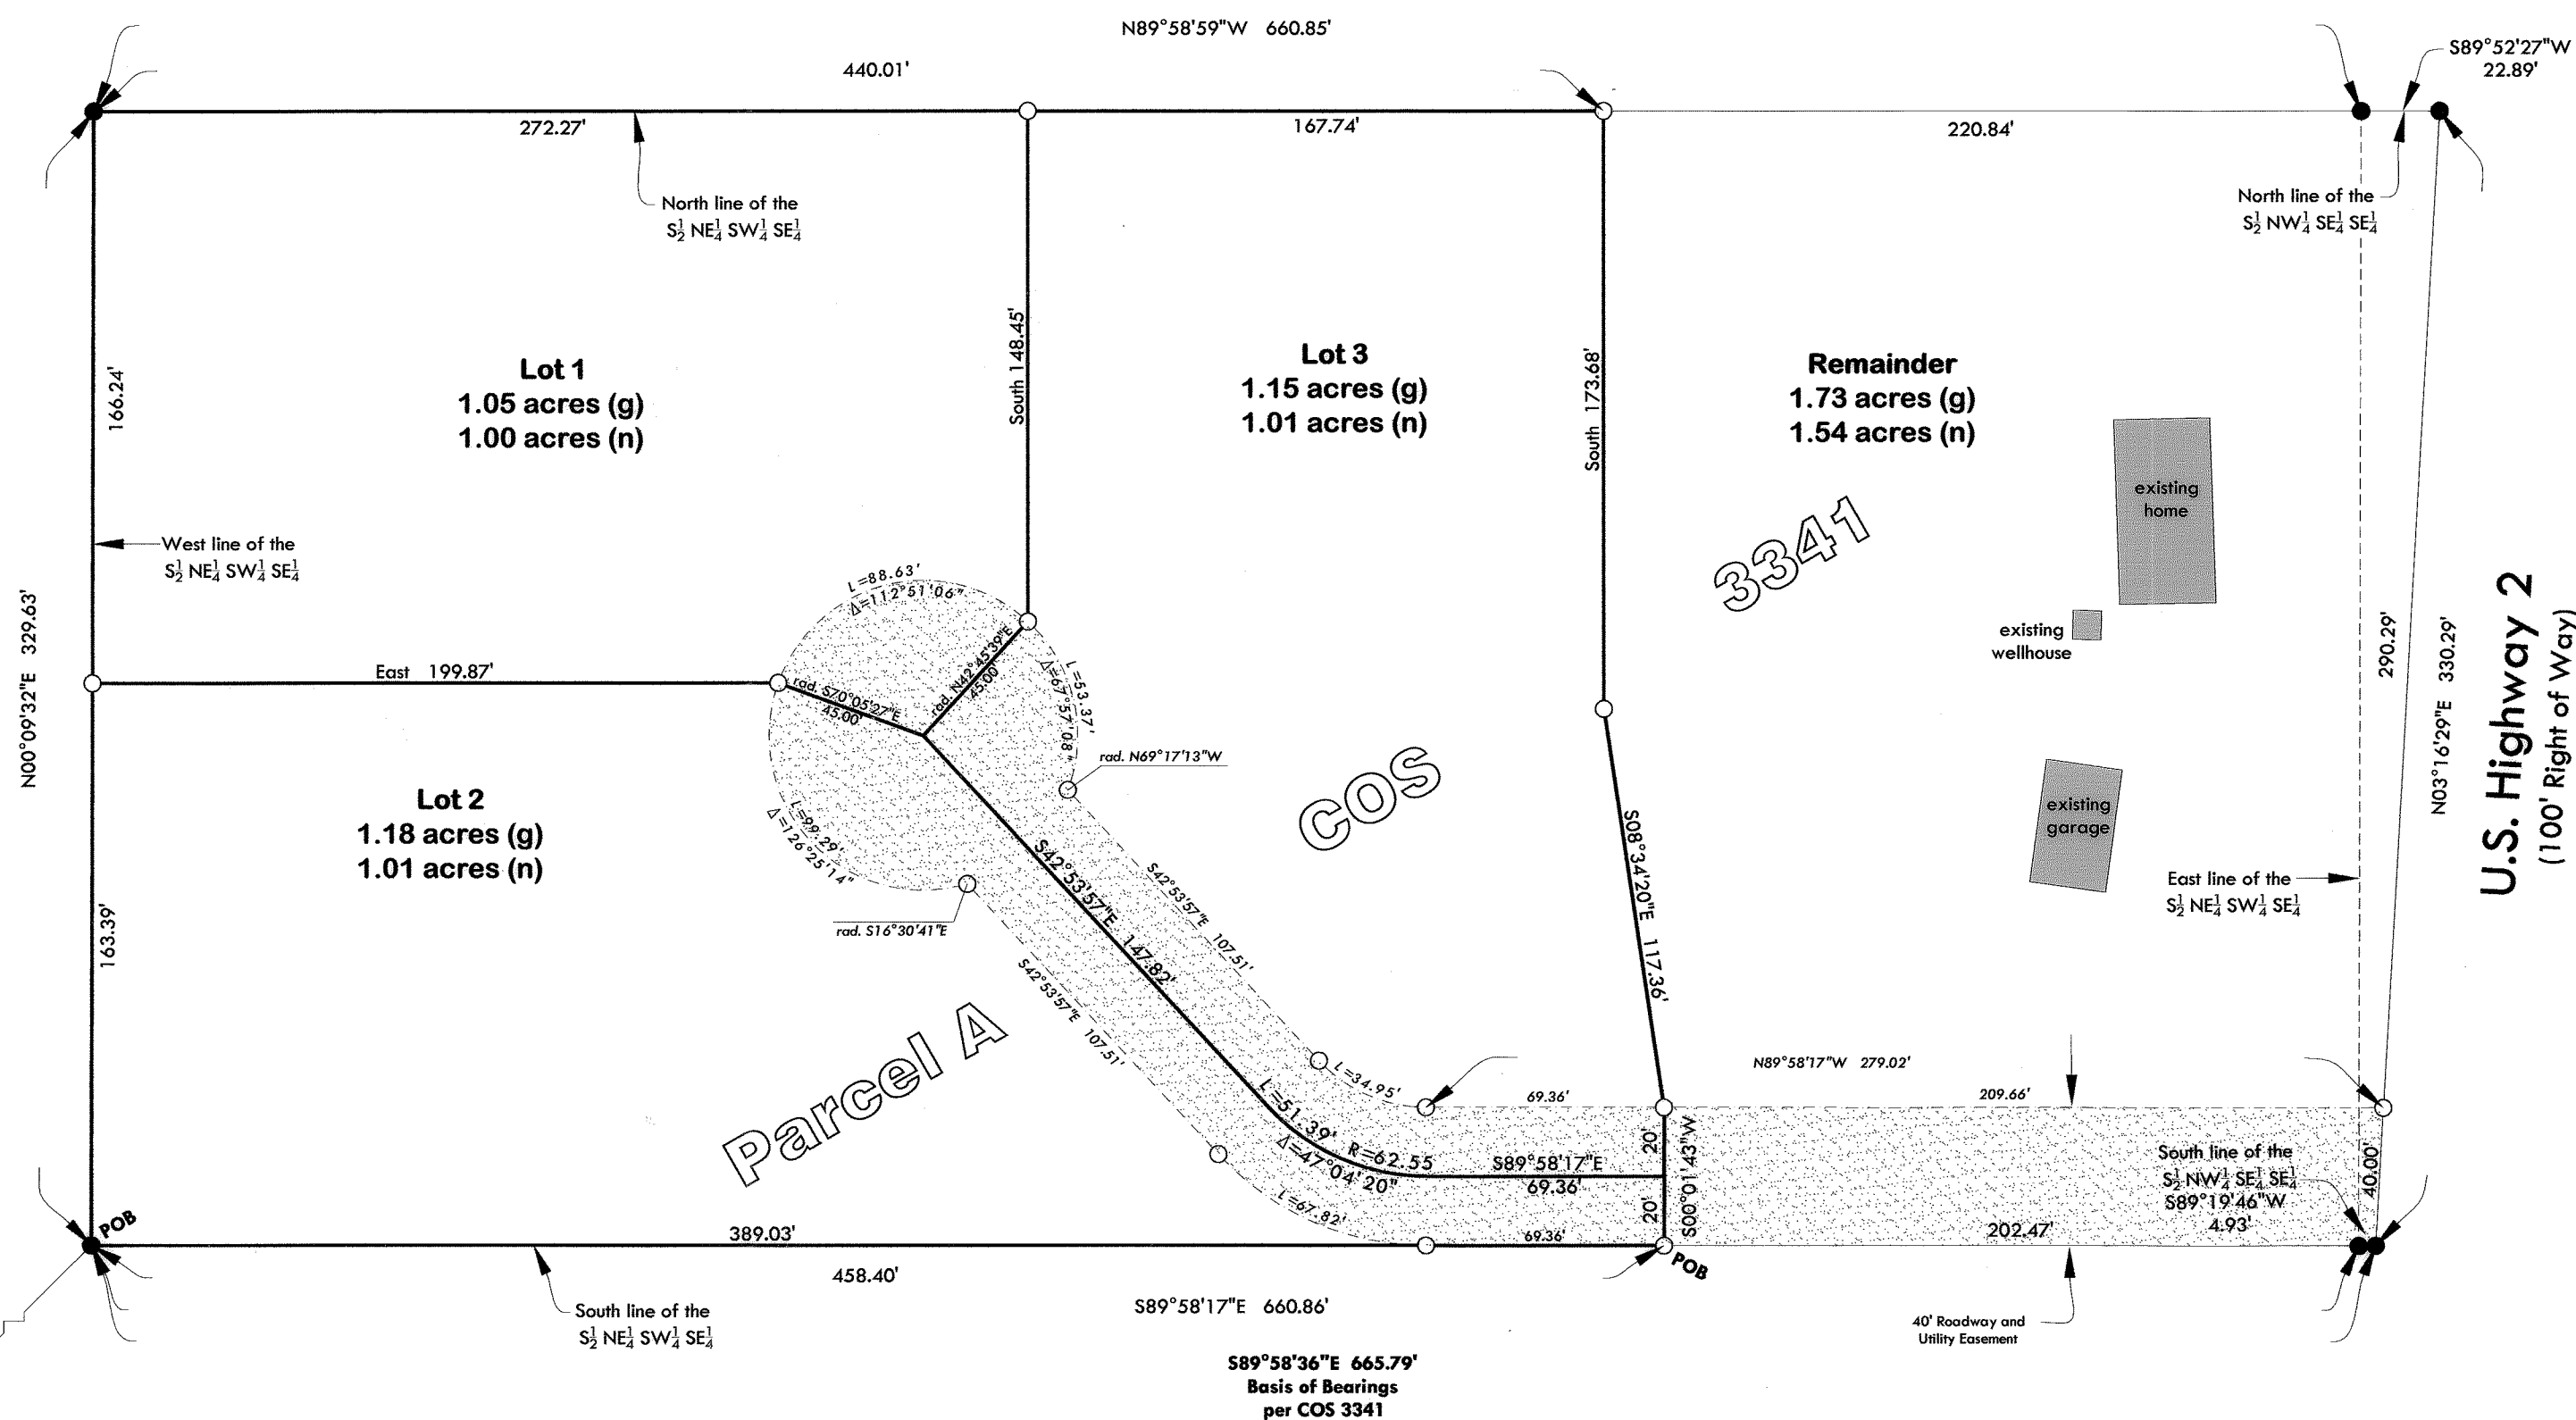 N89°58'59"W 660.85'
S89°52'27"W
22.89'
440.01'
272.27'
167.74'
220.84'
North line of the
S½ NE¼ SW¼ SE¼
North line of the
S½ NW¼ SE¼ SE¼
166.24'
South 148.45'
South 173.68'
Lot 1
1.05 acres (g)
1.00 acres (n)
Lot 3
1.15 acres (g)
1.01 acres (n)
Remainder
1.73 acres (g)
1.54 acres (n)
existing
home
3341
West line of the
S½ NE¼ SW¼ SE¼
N00°09'32"E 329.63'
L=88.63'
Δ=112°51'06"
existing
wellhouse
290.29'
N03°16'29"E 330.29'
U.S. Highway 2
(100' Right of Way)
East 199.87'
rad. S70°05'27"E
45.00'
rad. N42°45'39"E
45.00'
L=53.37'
Δ=67°57'08"
rad. N69°17'13"W
COS
existing
garage
Lot 2
1.18 acres (g)
1.01 acres (n)
L=99.29'
Δ=126°25'14"
rad. S16°30'41"E
S42°53'57"E 147.82'
S42°53'57"E 107.51'
S42°53'57"E 107.51'
S08°34'20"E 117.36'
East line of the
S½ NE¼ SW¼ SE¼
163.39'
Parcel A
L=34.95'
N89°58'17"W 279.02'
69.36'
209.66'
L=51.39' R=62.55
Δ=47°04'20"
S89°58'17"E
69.36'
20'
20'
S00°01'43"W
South line of the
S½ NW¼ SE¼ SE¼
S89°19'46"W
4.93'
40.00'
L=67.82'
69.36'
202.47'
POB
389.03'
POB
458.40'
S89°58'17"E 660.86'
South line of the
S½ NE¼ SW¼ SE¼
40' Roadway and
Utility Easement
S89°58'36"E 665.79'
Basis of Bearings
per COS 3341